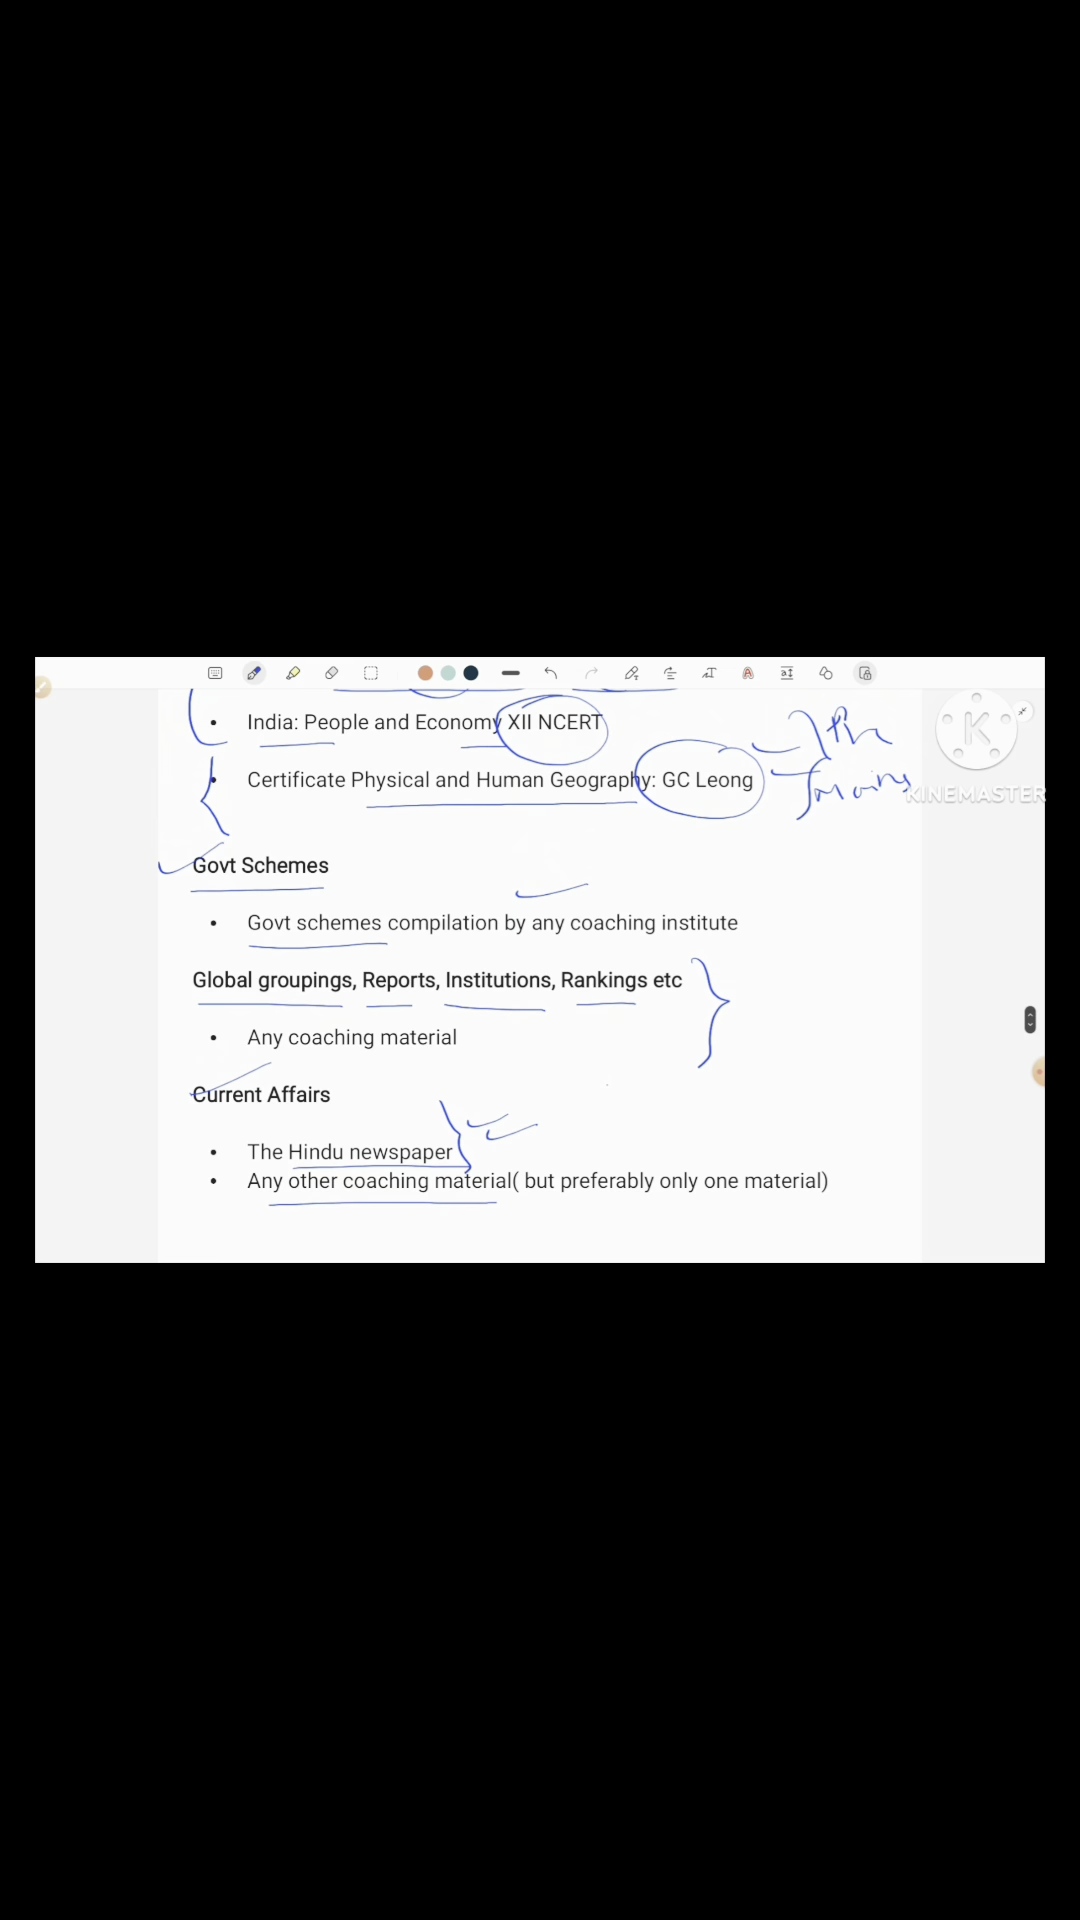 India: People and Economy XII NCERT
Certificate Physical and Human Geography: GC Leong
mains
KINEMASTER
Govt Schemes
Govt schemes compilation by any coaching institute
Global groupings, Reports, Institutions, Rankings etc
Any coaching material
Current Affairs
The Hindu newspaper
Any other coaching material( but preferably only one material)